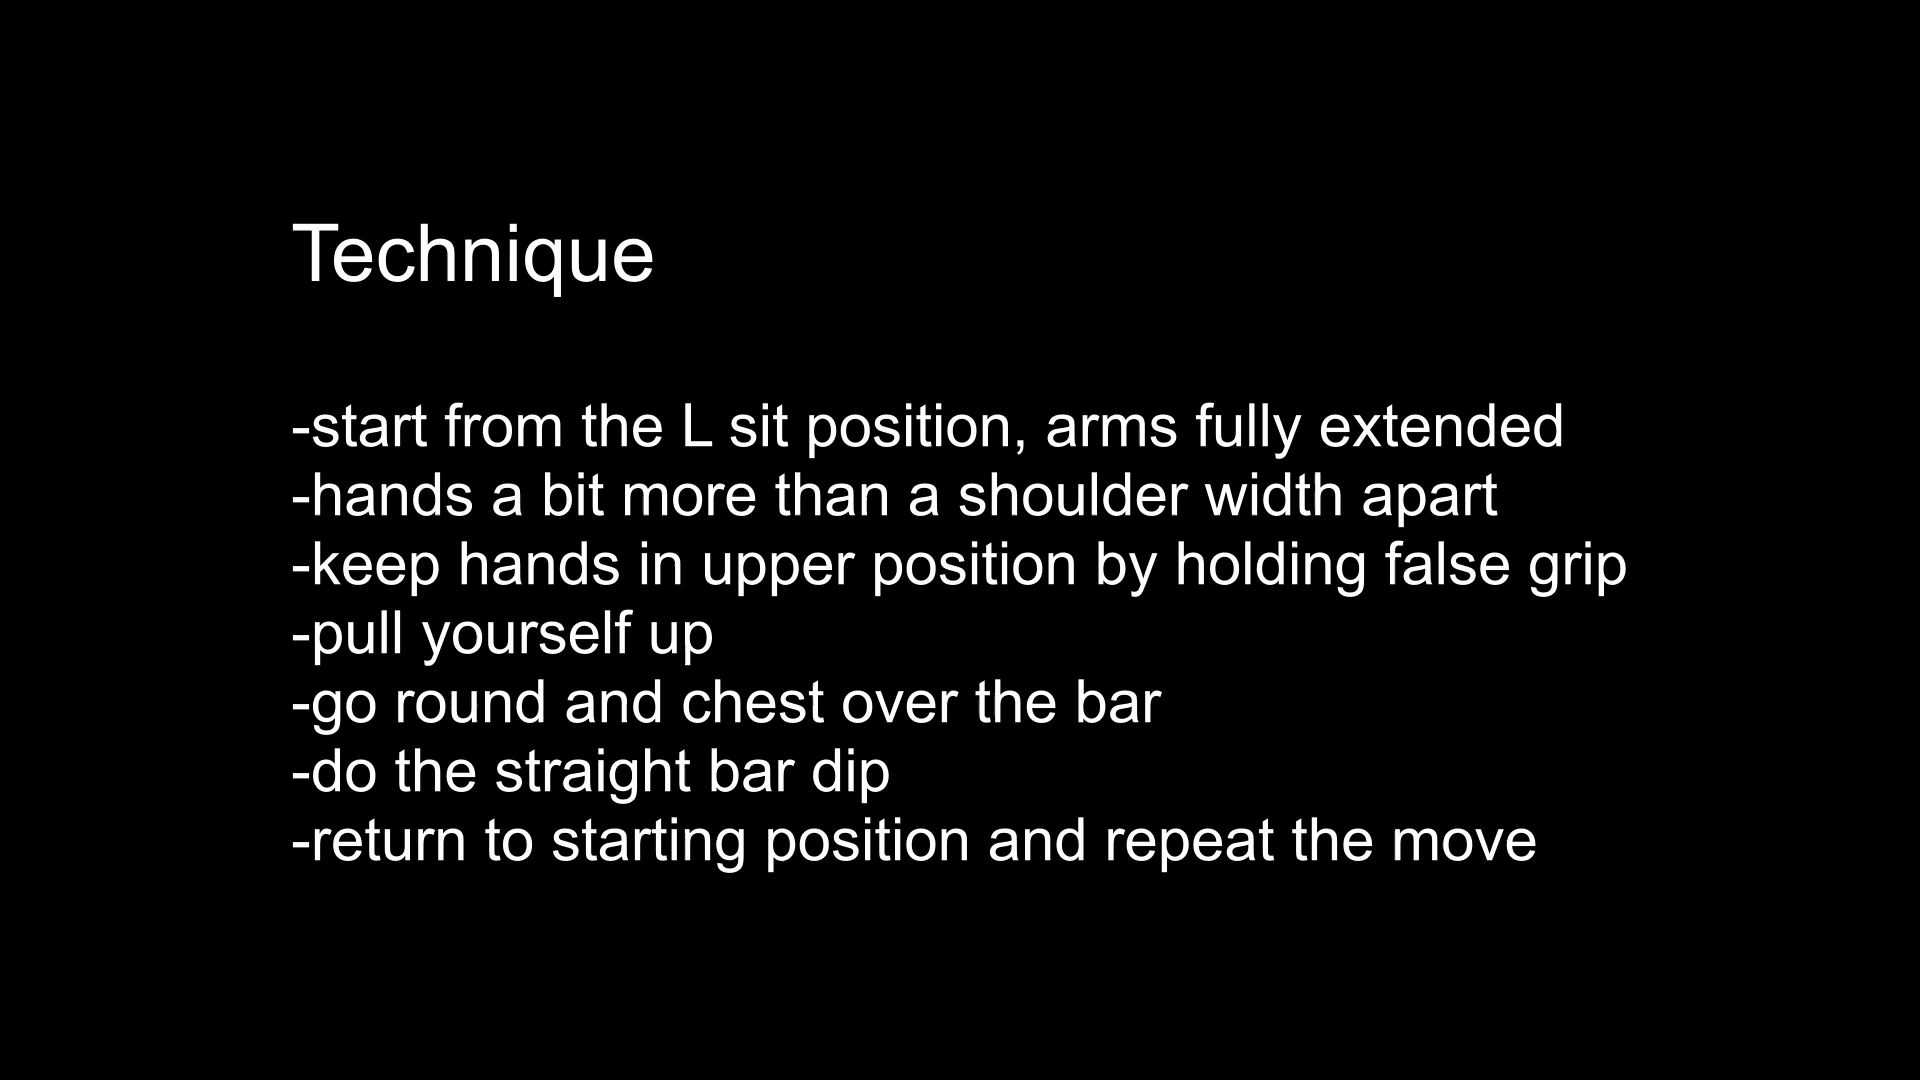 Technique
-start from the L sit position, arms fully extended
-hands a bit more than a shoulder width apart
-keep hands in upper position by holding false grip
-pull yourself up
-go round and chest over the bar
-do the straight bar dip
-return to starting position and repeat the move